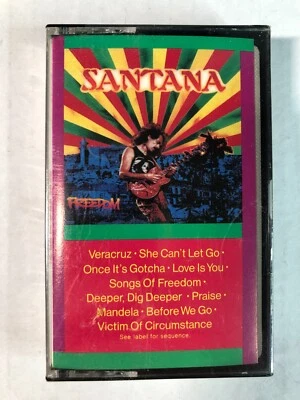 SANTANA
FREEDOM
Veracruz · She Can't Let Go ·
Once It's Gotcha · Love Is You ·
Songs Of Freedom ·
Deeper, Dig Deeper · Praise ·
Mandela · Before We Go ·
Victim Of Circumstance
See label for sequence.